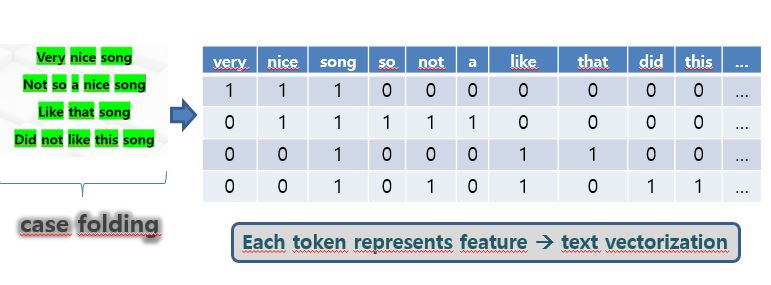 Very nice song
Not so a nice song
Like that song
Did not like this song
case folding
very nice song so not a like that did this ...
1 1 1 0 0 0 0 0 0 0 ...
0 1 1 1 1 1 0 0 0 0 ...
0 0 1 0 0 0 1 1 0 0 ...
0 0 1 0 1 0 1 0 1 1 ...
Each token represents feature → text vectorization